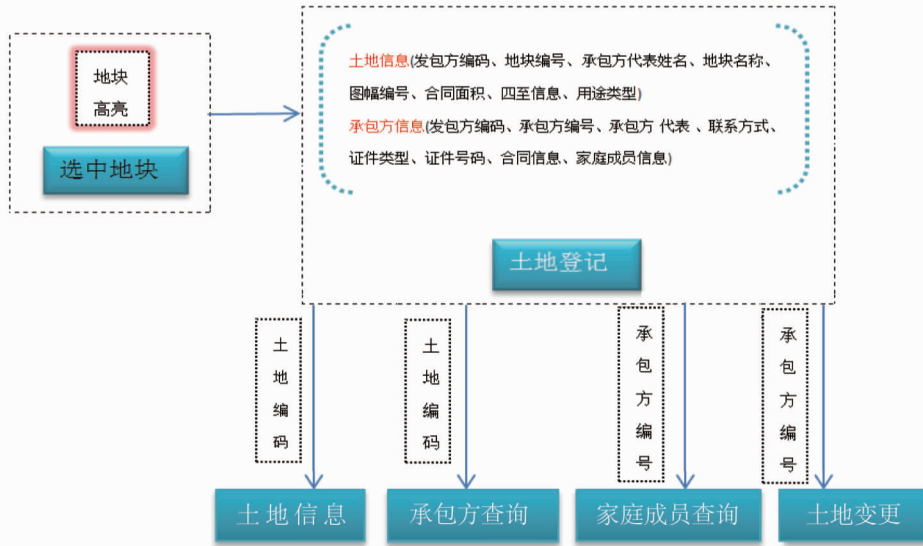 地块
高亮
选中地块
土地信息(发包方编码、地块编号、承包方代表姓名、地块名称、
图幅编号、合同面积、四至信息、用途类型)
承包方信息(发包方编码、承包方编号、承包方 代表 、联系方式、
证件类型、证件号码、合同信息、家庭成员信息)
土地登记
土地编码
土地编码
承包方编号
承包方编号
土地信息
承包方查询
家庭成员查询
土地变更